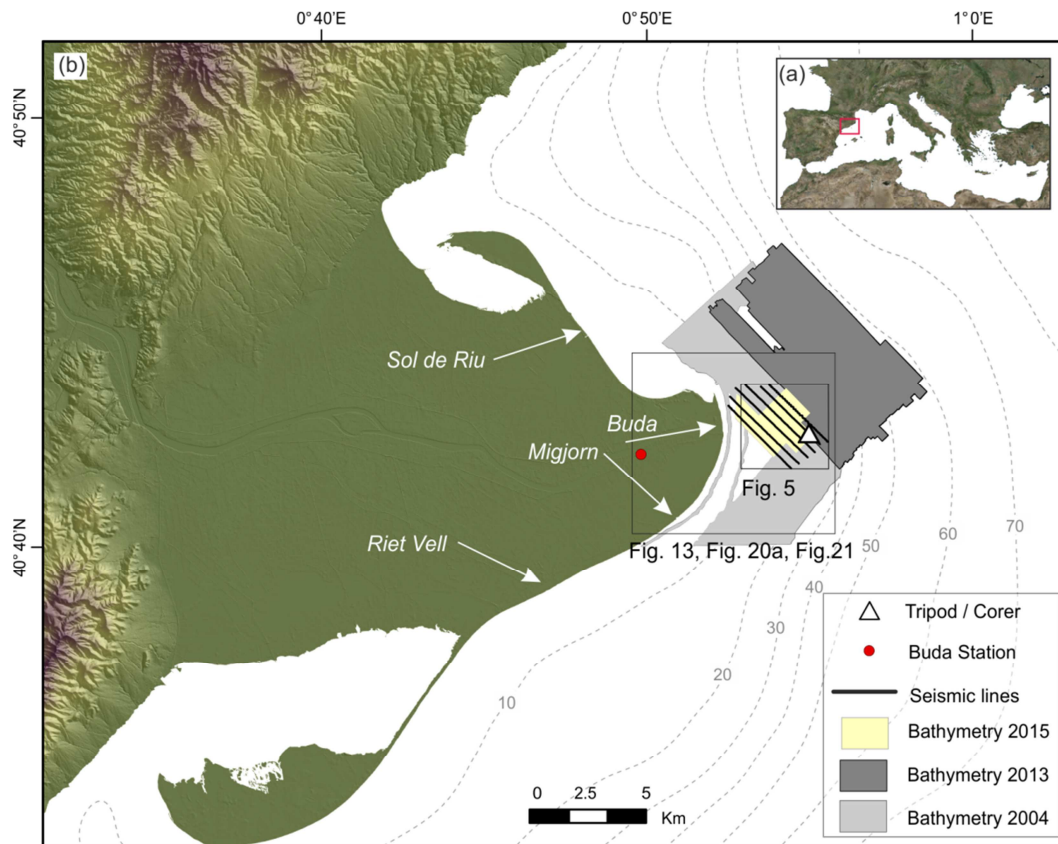 0°40'E 0°50'E 1°0'E
(b)
(a)
40°50'N
Sol de Riu
Buda
Migjorn
Fig. 5
40°40'N
Riet Vell
Fig. 13, Fig. 20a, Fig.21
10
20
30
40
50
60
70
Tripod / Corer
Buda Station
Seismic lines
Bathymetry 2015
Bathymetry 2013
Bathymetry 2004
0 2.5 5
Km